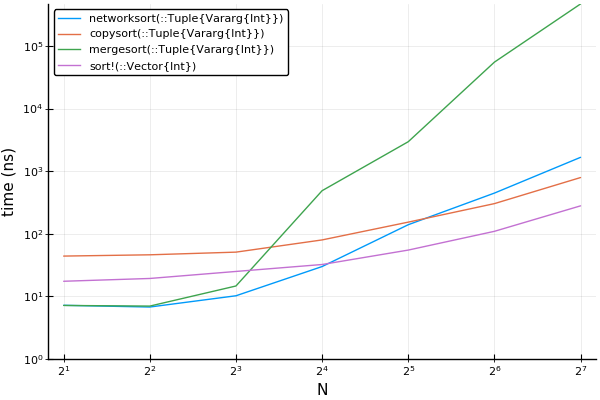 networksort(::Tuple{Vararg{Int}})
copysort(::Tuple{Vararg{Int}})
mergesort(::Tuple{Vararg{Int}})
sort!(::Vector{Int})
10⁵
10⁴
10³
10²
10¹
10⁰
time (ns)
2¹ 2² 2³ 2⁴ 2⁵ 2⁶ 2⁷
N